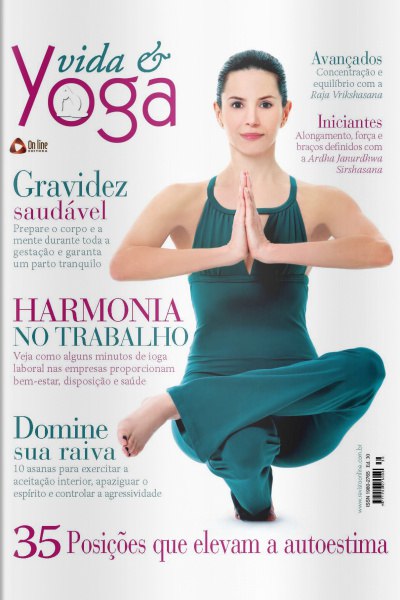 vida &
Yoga
On line
EDITORA
Avançados
Concentração e
equilíbrio com a
Raja Vrikshasana
Iniciantes
Alongamento, força e
braços definidos com
a Ardha Janurdhwa
Sirshasana
Gravidez
saudável
Prepare o corpo e a
mente durante toda a
gestação e garanta
um parto tranquilo
HARMONIA
NO TRABALHO
Veja como alguns minutos de ioga
laboral nas empresas proporcionam
bem-estar, disposição e saúde
Domine
sua raiva
10 asanas para exercitar a
aceitação interior, apaziguar o
espírito e controlar a agressividade
35 Posições que elevam a autoestima